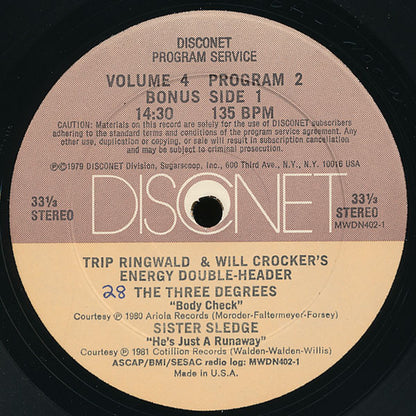 DISCONET
PROGRAM SERVICE
VOLUME 4 PROGRAM 2
BONUS SIDE 1
14:30 135 BPM
CAUTION: Materials on this record are solely for the use of DISCONET subscribers
adhering to the standard terms and conditions of the program service agreement. Any
other use, duplication or copying, or sale will result in subscription cancellation
and may be subject to criminal prosecution.
Ⓟ©1979 DISCONET Division, Sugarscoop, Inc., 600 Third Ave., N.Y., N.Y. 10016 USA
33⅓
STEREO
DISCONET
33⅓
STEREO
MWDN402-1
TRIP RINGWALD & WILL CROCKER'S
ENERGY DOUBLE-HEADER
28 THE THREE DEGREES
"Body Check"
Courtesy Ⓟ 1980 Ariola Records (Moroder-Faltermeyer-Forsey)
SISTER SLEDGE
"He's Just A Runaway"
Courtesy Ⓟ 1981 Cotillion Records (Walden-Walden-Willis)
ASCAP/BMI/SESAC radio log: MWDN402-1
Made in U.S.A.